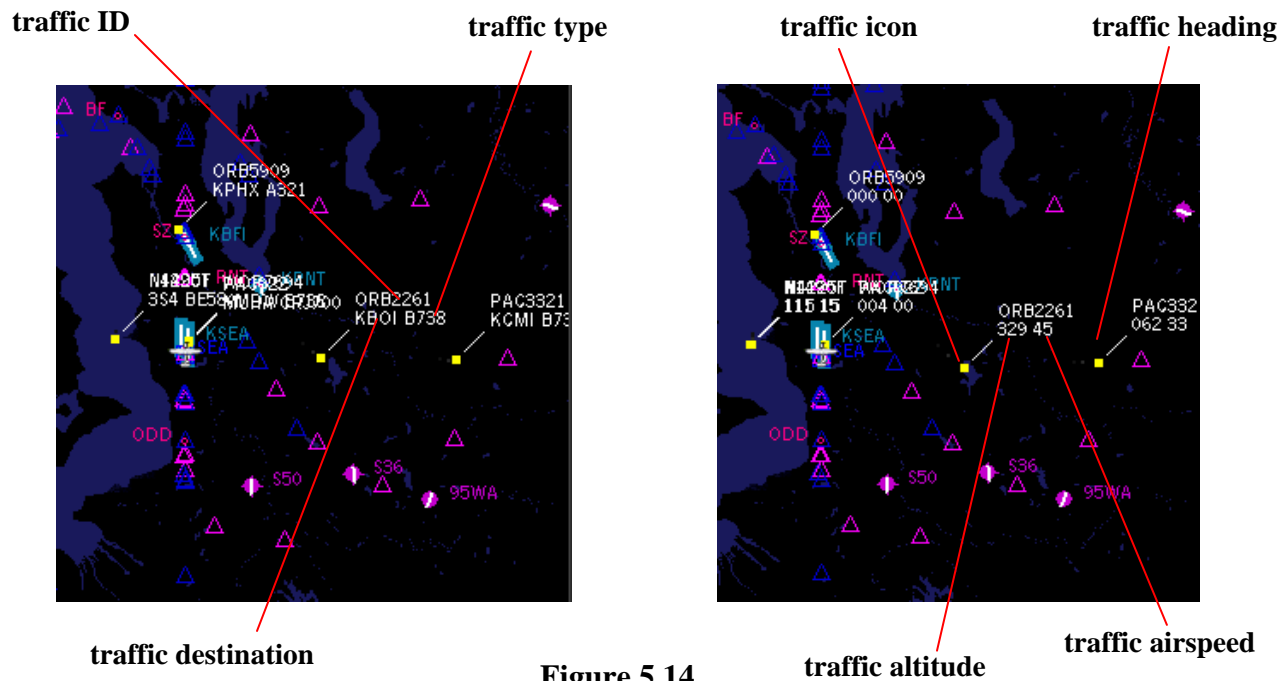 traffic ID
traffic type
traffic icon
traffic heading
BF
ORB5909
KPHX A321
SZ
KBFI
RNT
KRNT
3S4 BE58
ORB2261
KBOI B738
PAC3321
KCMI B73
KSEA
SEA
ODD
S50
S36
95WA
BF
ORB5909
000 00
SZ
KBFI
RNT
115 15
004 00
ORB2261
329 45
PAC332
062 33
KSEA
SEA
ODD
S50
S36
95WA
traffic destination
Figure 5.14
traffic altitude
traffic airspeed